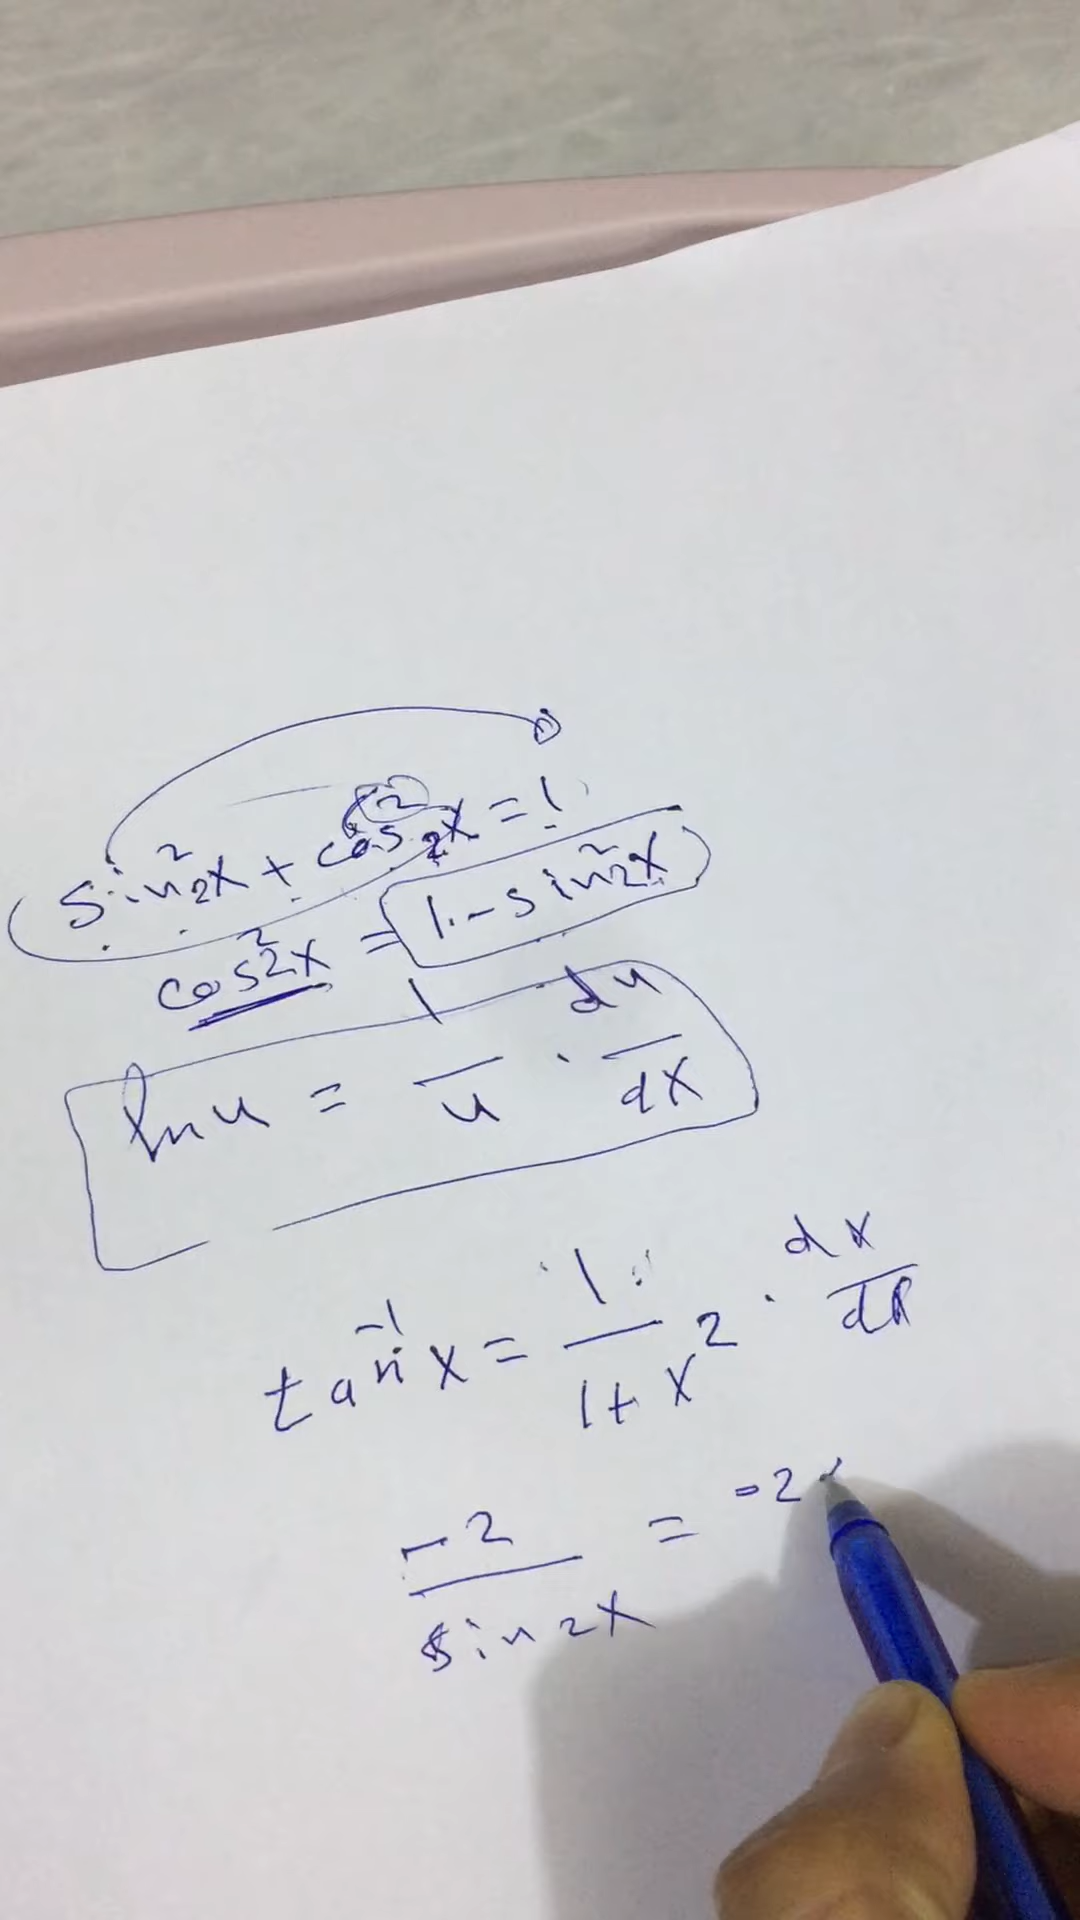 sin²2x + cos²2x = 1
cos²2x = 1 - sin²2x
ln u = 1/u · du/dx
tan⁻¹ x = 1/1+x² · dx/dx
-2/sin2x = -2